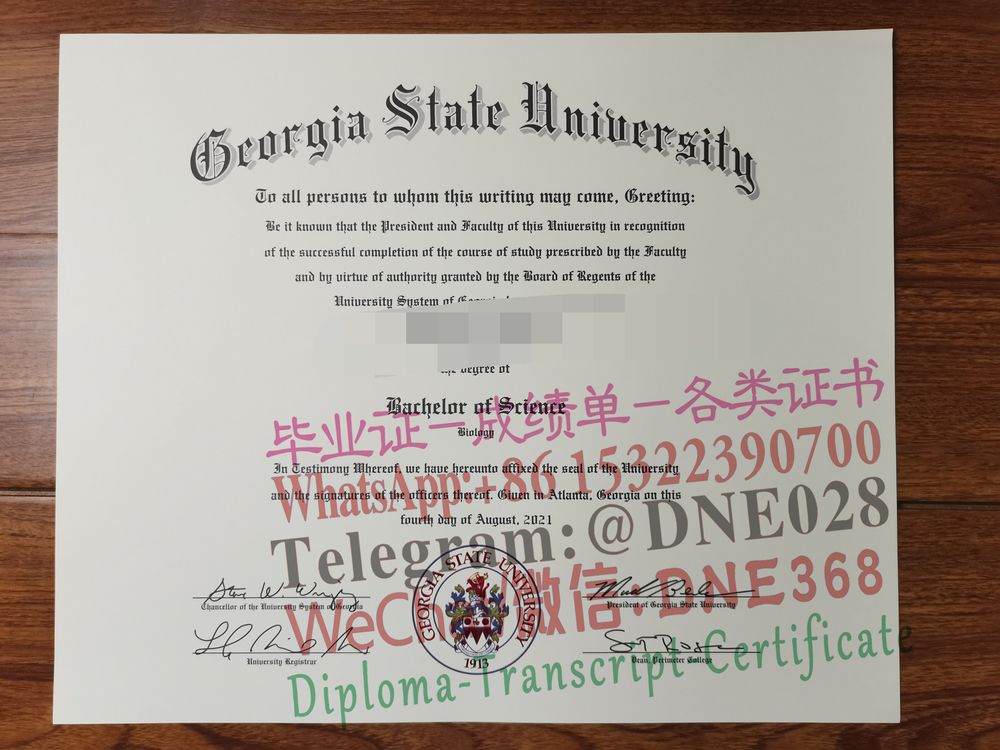 Georgia State University
To all persons to whom this writing may come, Greeting:
Be it known that the President and Faculty of this University in recognition
of the successful completion of the course of study prescribed by the Faculty
and by virtue of authority granted by the Board of Regents of the
University System of
degree of
Bachelor of Science
Biology
毕业证－成绩单－各类证书
In Testimony Whereof, we have hereunto affixed the seal of the University
WhatsApp:+86 15322390700
and the signatures of the officers thereof. Given in Atlanta, Georgia on this
fourth day of August, 2021
Telegram:@DNE028
GEORGIA STATE UNIVERSITY
1913
WeChat微信:DNE368
Chancellor of the University System of Georgia
President of Georgia State University
University Registrar
Dean, Perimeter College
Diploma-Transcript-Certificate